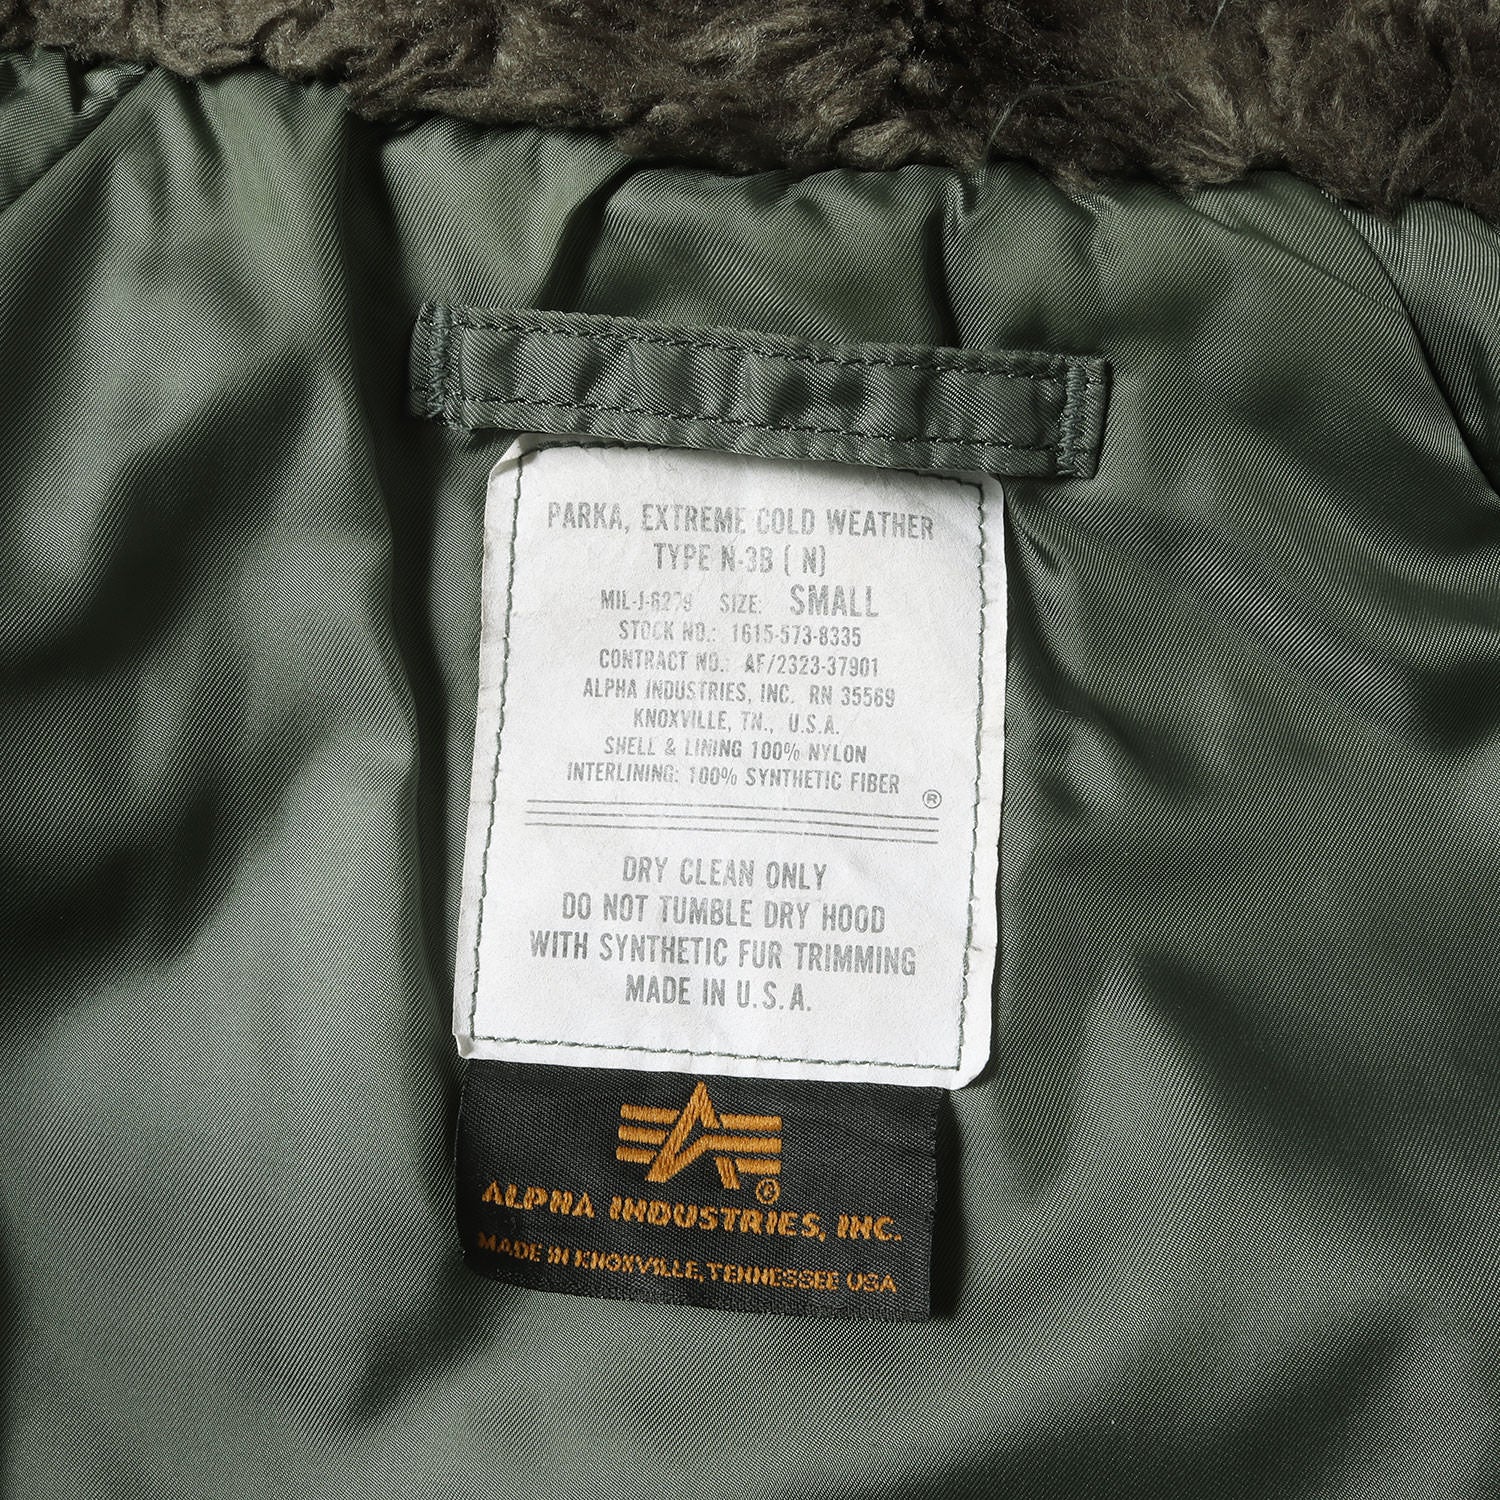 PARKA, EXTREME COLD WEATHER
TYPE N-3B ( N)
MIL-J-6279 SIZE: SMALL
STOCK NO.: 1615-573-8335
CONTRACT NO.: AF/2323-37901
ALPHA INDUSTRIES, INC. RN 35569
KNOXVILLE, TN., U.S.A.
SHELL & LINING 100% NYLON
INTERLINING: 100% SYNTHETIC FIBER
®
DRY CLEAN ONLY
DO NOT TUMBLE DRY HOOD
WITH SYNTHETIC FUR TRIMMING
MADE IN U.S.A.
®
ALPHA INDUSTRIES, INC.
MADE IN KNOXVILLE, TENNESSEE USA